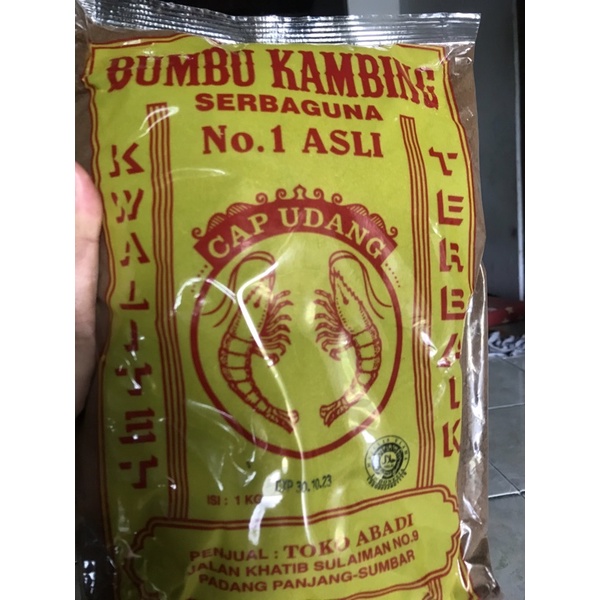 BUMBU KAMBING
SERBAGUNA
No.1 ASLI
KWALITET
TERBAIK
CAP UDANG
EXP 30.10.23
ISI : 1 KG
PENJUAL : TOKO ABADI
JALAN KHATIB SULAIMAN NO.9
PADANG PANJANG-SUMBAR